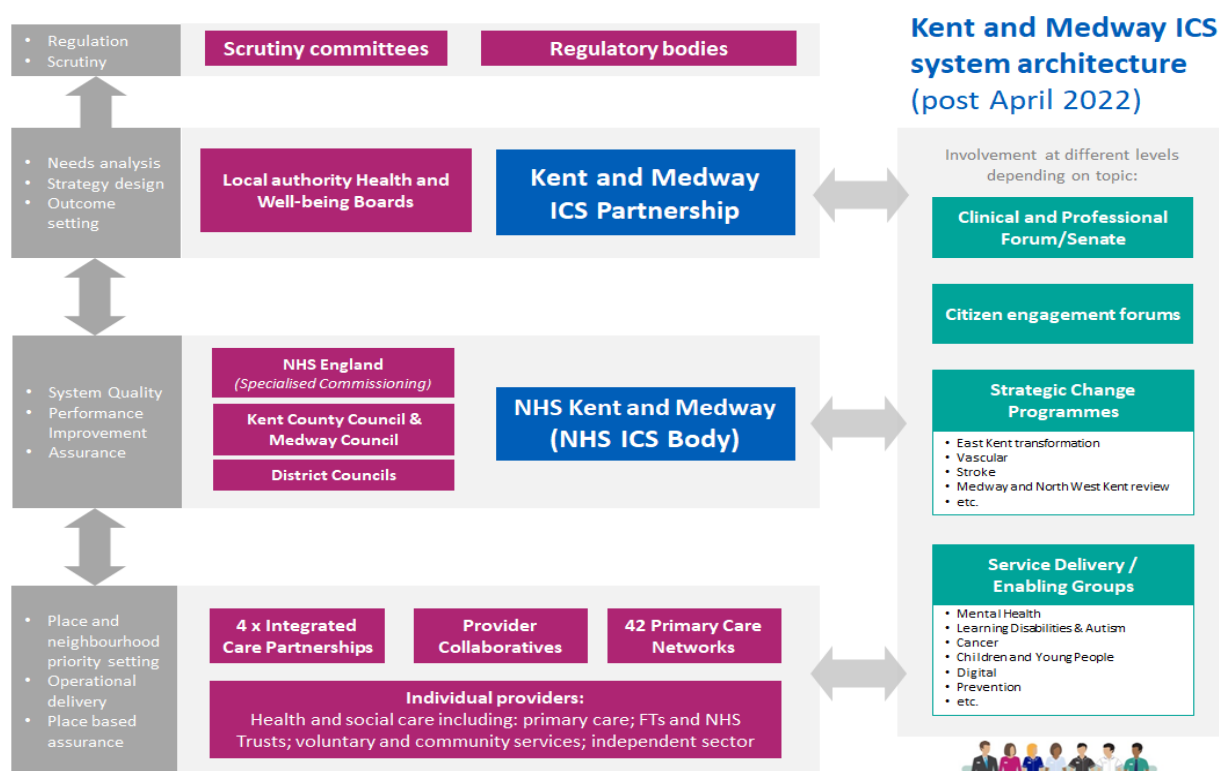 Kent and Medway ICS
system architecture
(post April 2022)
• Regulation
• Scrutiny
Scrutiny committees
Regulatory bodies
• Needs analysis
• Strategy design
• Outcome
setting
Local authority Health and
Well-being Boards
Kent and Medway
ICS Partnership
• System Quality
• Performance
Improvement
• Assurance
NHS England
(Specialised Commissioning)
Kent County Council &
Medway Council
District Councils
NHS Kent and Medway
(NHS ICS Body)
• Place and
neighbourhood
priority setting
• Operational
delivery
• Place based
assurance
4 x Integrated
Care Partnerships
Provider
Collaboratives
42 Primary Care
Networks
Individual providers:
Health and social care including: primary care; FTs and NHS
Trusts; voluntary and community services; independent sector
Involvement at different levels
depending on topic:
Clinical and Professional
Forum/Senate
Citizen engagement forums
Strategic Change
Programmes
• East Kent transformation
• Vascular
• Stroke
• Medway and North West Kent review
• etc.
Service Delivery /
Enabling Groups
• Mental Health
• Learning Disabilities & Autism
• Cancer
• Children and Young People
• Digital
• Prevention
• etc.